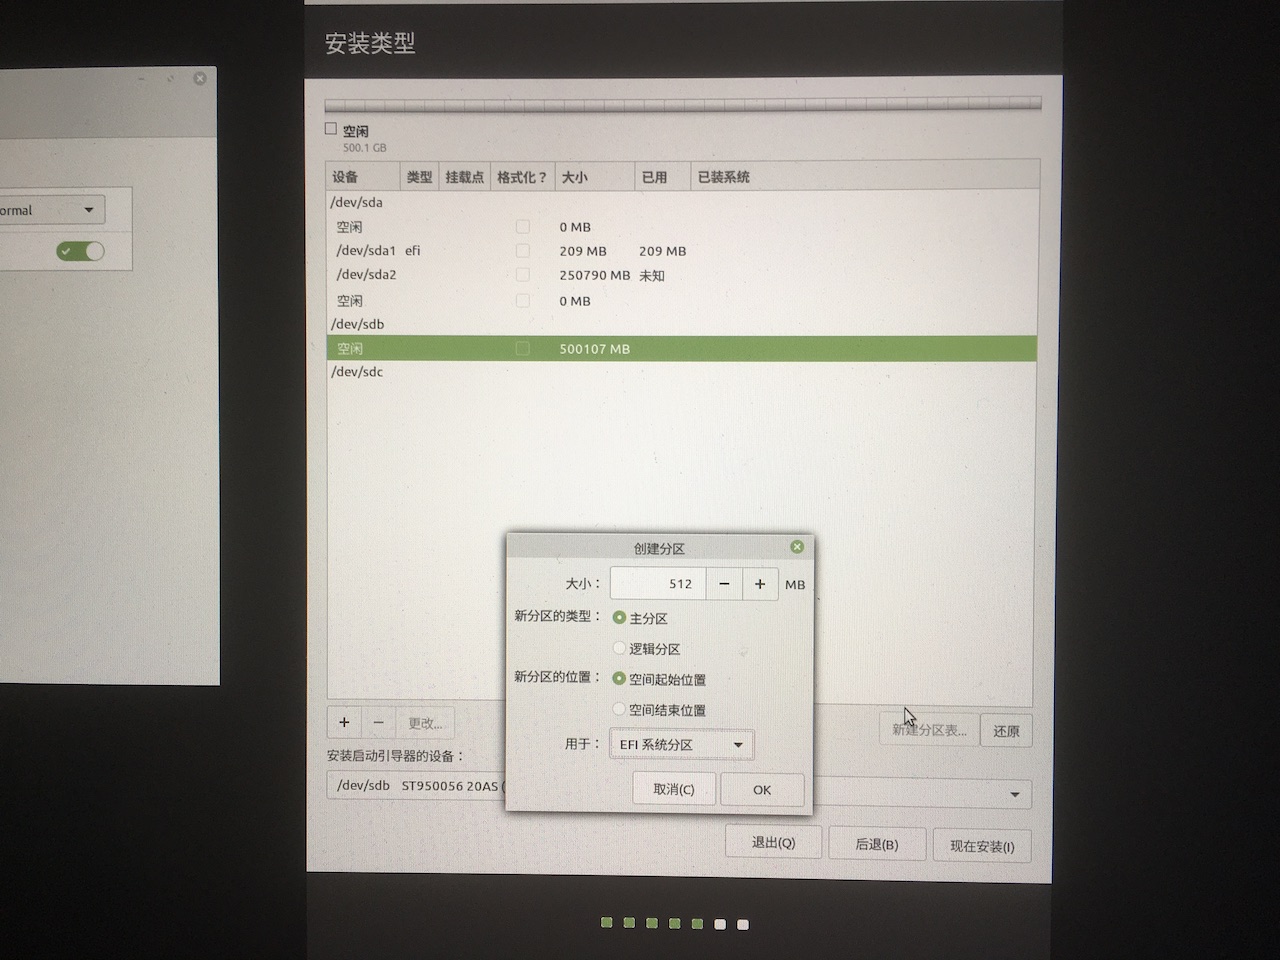 安装类型
空闲
500.1 GB
设备 类型 挂载点 格式化？ 大小 已用 已装系统
/dev/sda
空闲 0 MB
/dev/sda1 efi 209 MB 209 MB
/dev/sda2 250790 MB 未知
空闲 0 MB
/dev/sdb
空闲 500107 MB
/dev/sdc
ormal
创建分区
大小： 512 − + MB
新分区的类型： 主分区
逻辑分区
新分区的位置： 空间起始位置
空间结束位置
用于： EFI 系统分区
取消(C) OK
+ − 更改... 新建分区表... 还原
安装启动引导器的设备：
/dev/sdb ST950056 20AS (
退出(Q) 后退(B) 现在安装(I)